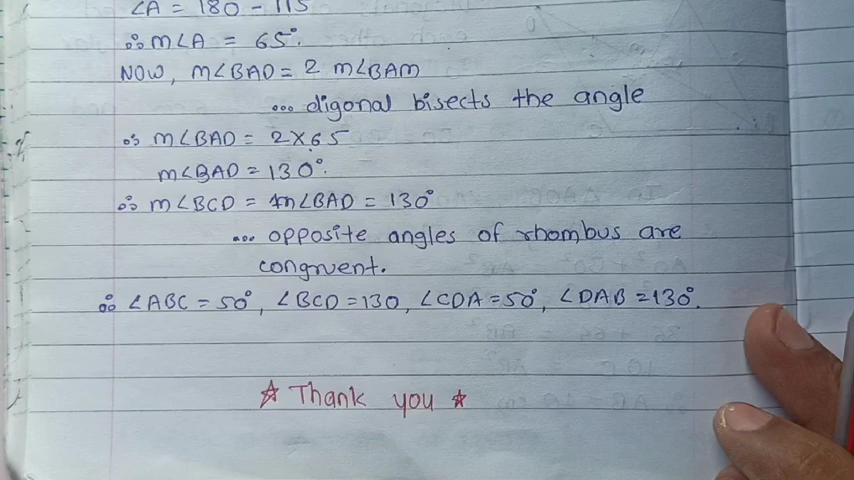 ∠A = 180 - 115
∴ m∠A = 65°.
NOW, m∠BAD = 2 m∠BAM
... digonal bisects the angle
∴ m∠BAD = 2×65
m∠BAD = 130°.
∴ m∠BCD = m∠BAD = 130°
... opposite angles of rhombus are
congruent.
∴ ∠ABC = 50°, ∠BCD = 130, ∠CDA = 50°, ∠DAB = 130°.
☆ Thank you ☆